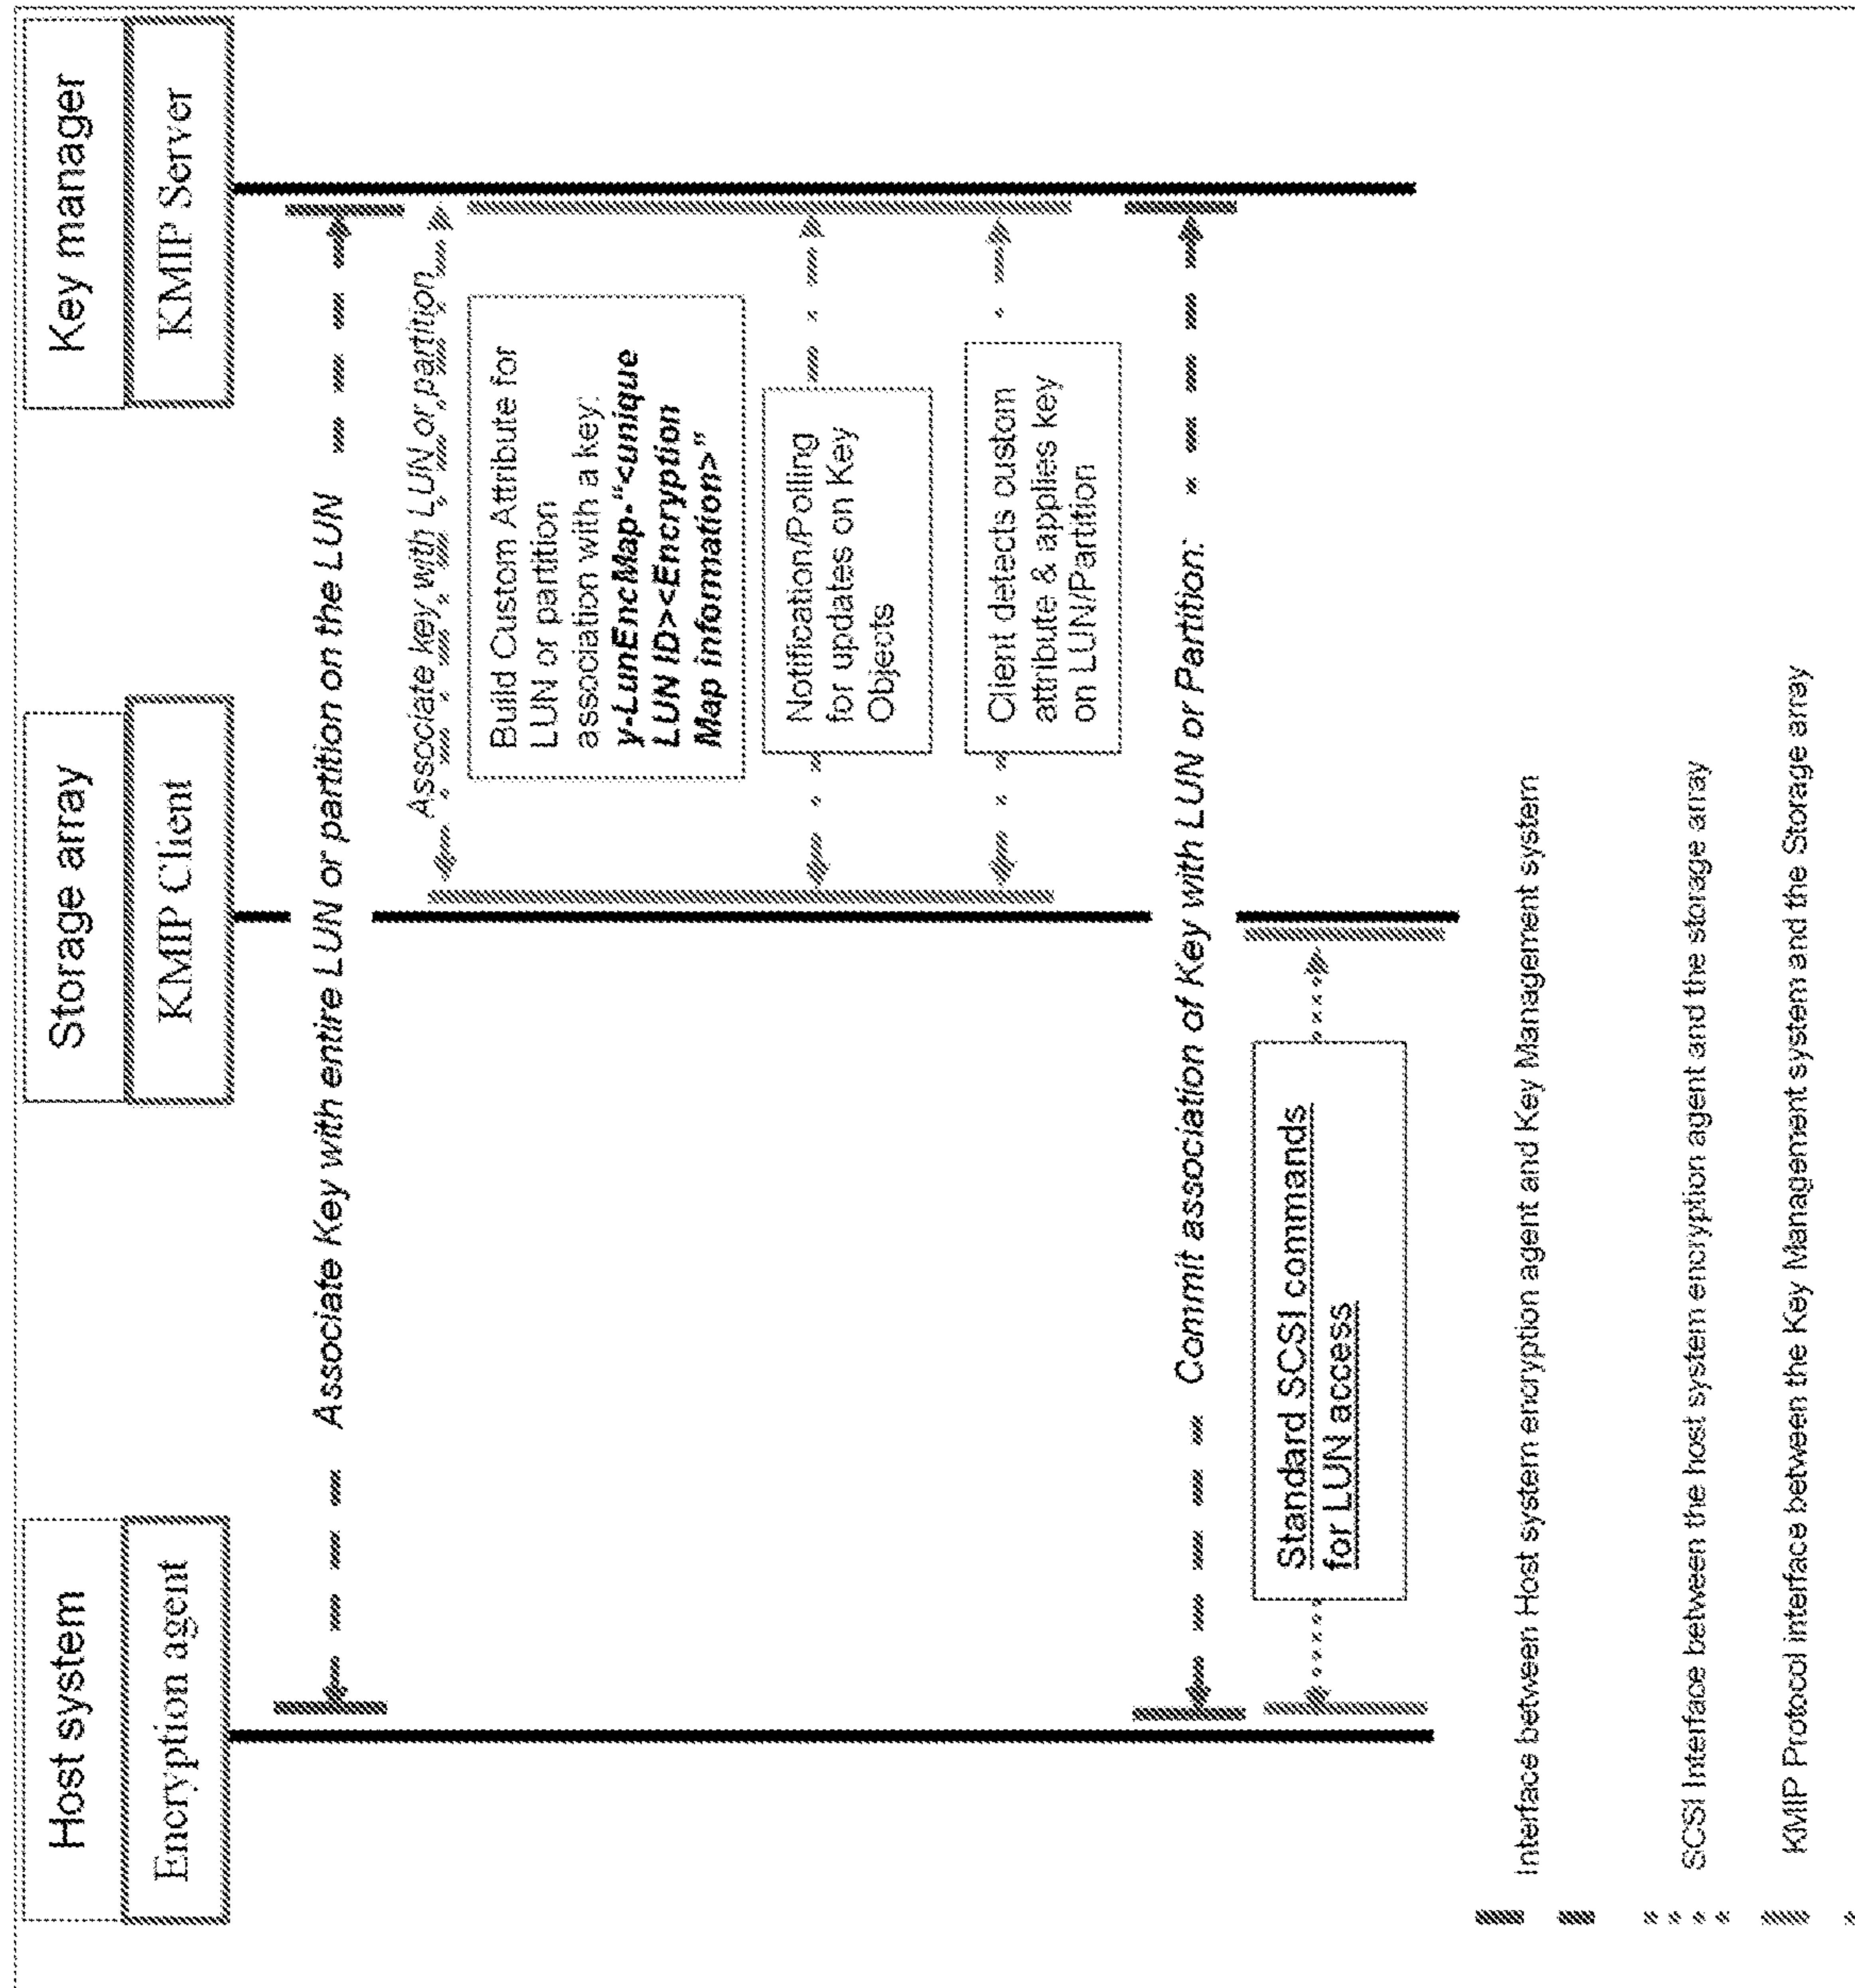 Host system
Encryption agent
Storage array
KMIP Client
Key manager
KMIP Server
Associate Key with entire LUN or partition on the LUN
Associate key with LUN or partition
Build Custom Attribute for
LUN or partition
association with a key:
y-LunEncMap-"<unique
LUN ID><Encryption
Map information>"
Notification/Polling
for updates on Key
Objects
Client detects custom
attribute & applies key
on LUN/Partition
Commit association of Key with LUN or Partition:
Standard SCSI commands
for LUN access
Interface between Host system encryption agent and Key Management system
SCSI Interface between the host system encryption agent and the storage array
KMIP Protocol interface between the Key Management system and the Storage array